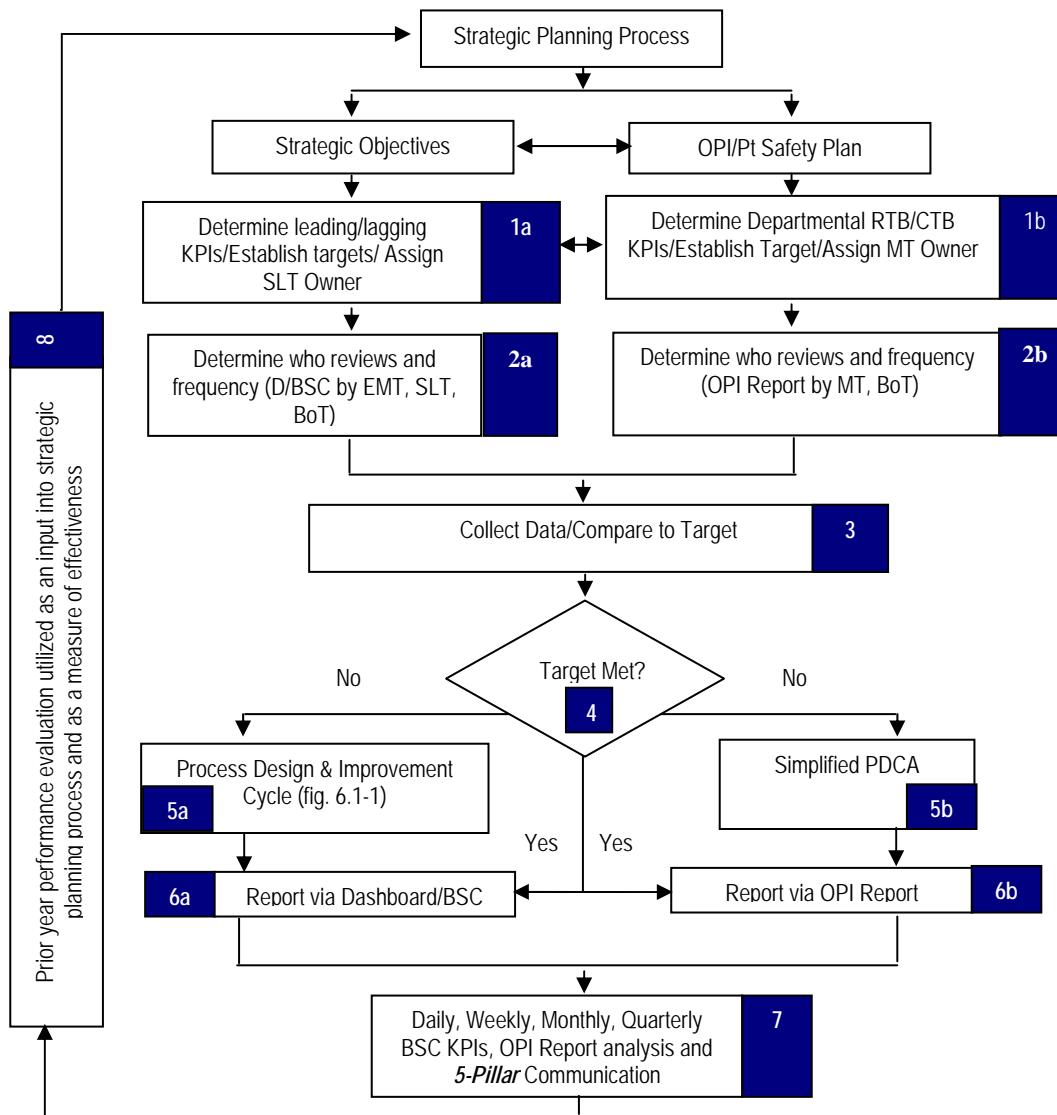 Strategic Planning Process
Strategic Objectives
OPI/Pt Safety Plan
Determine leading/lagging
KPIs/Establish targets/ Assign
SLT Owner
1a
Determine Departmental RTB/CTB
KPIs/Establish Target/Assign MT Owner
1b
Determine who reviews and
frequency (D/BSC by EMT, SLT,
BoT)
2a
Determine who reviews and frequency
(OPI Report by MT, BoT)
2b
Collect Data/Compare to Target
3
Target Met?
4
No
No
Process Design & Improvement
Cycle (fig. 6.1-1)
5a
Simplified PDCA
5b
Yes
Yes
6a
Report via Dashboard/BSC
Report via OPI Report
6b
Daily, Weekly, Monthly, Quarterly
BSC KPIs, OPI Report analysis and
5-Pillar Communication
7
8
Prior year performance evaluation utilized as an input into strategic
planning process and as a measure of effectiveness